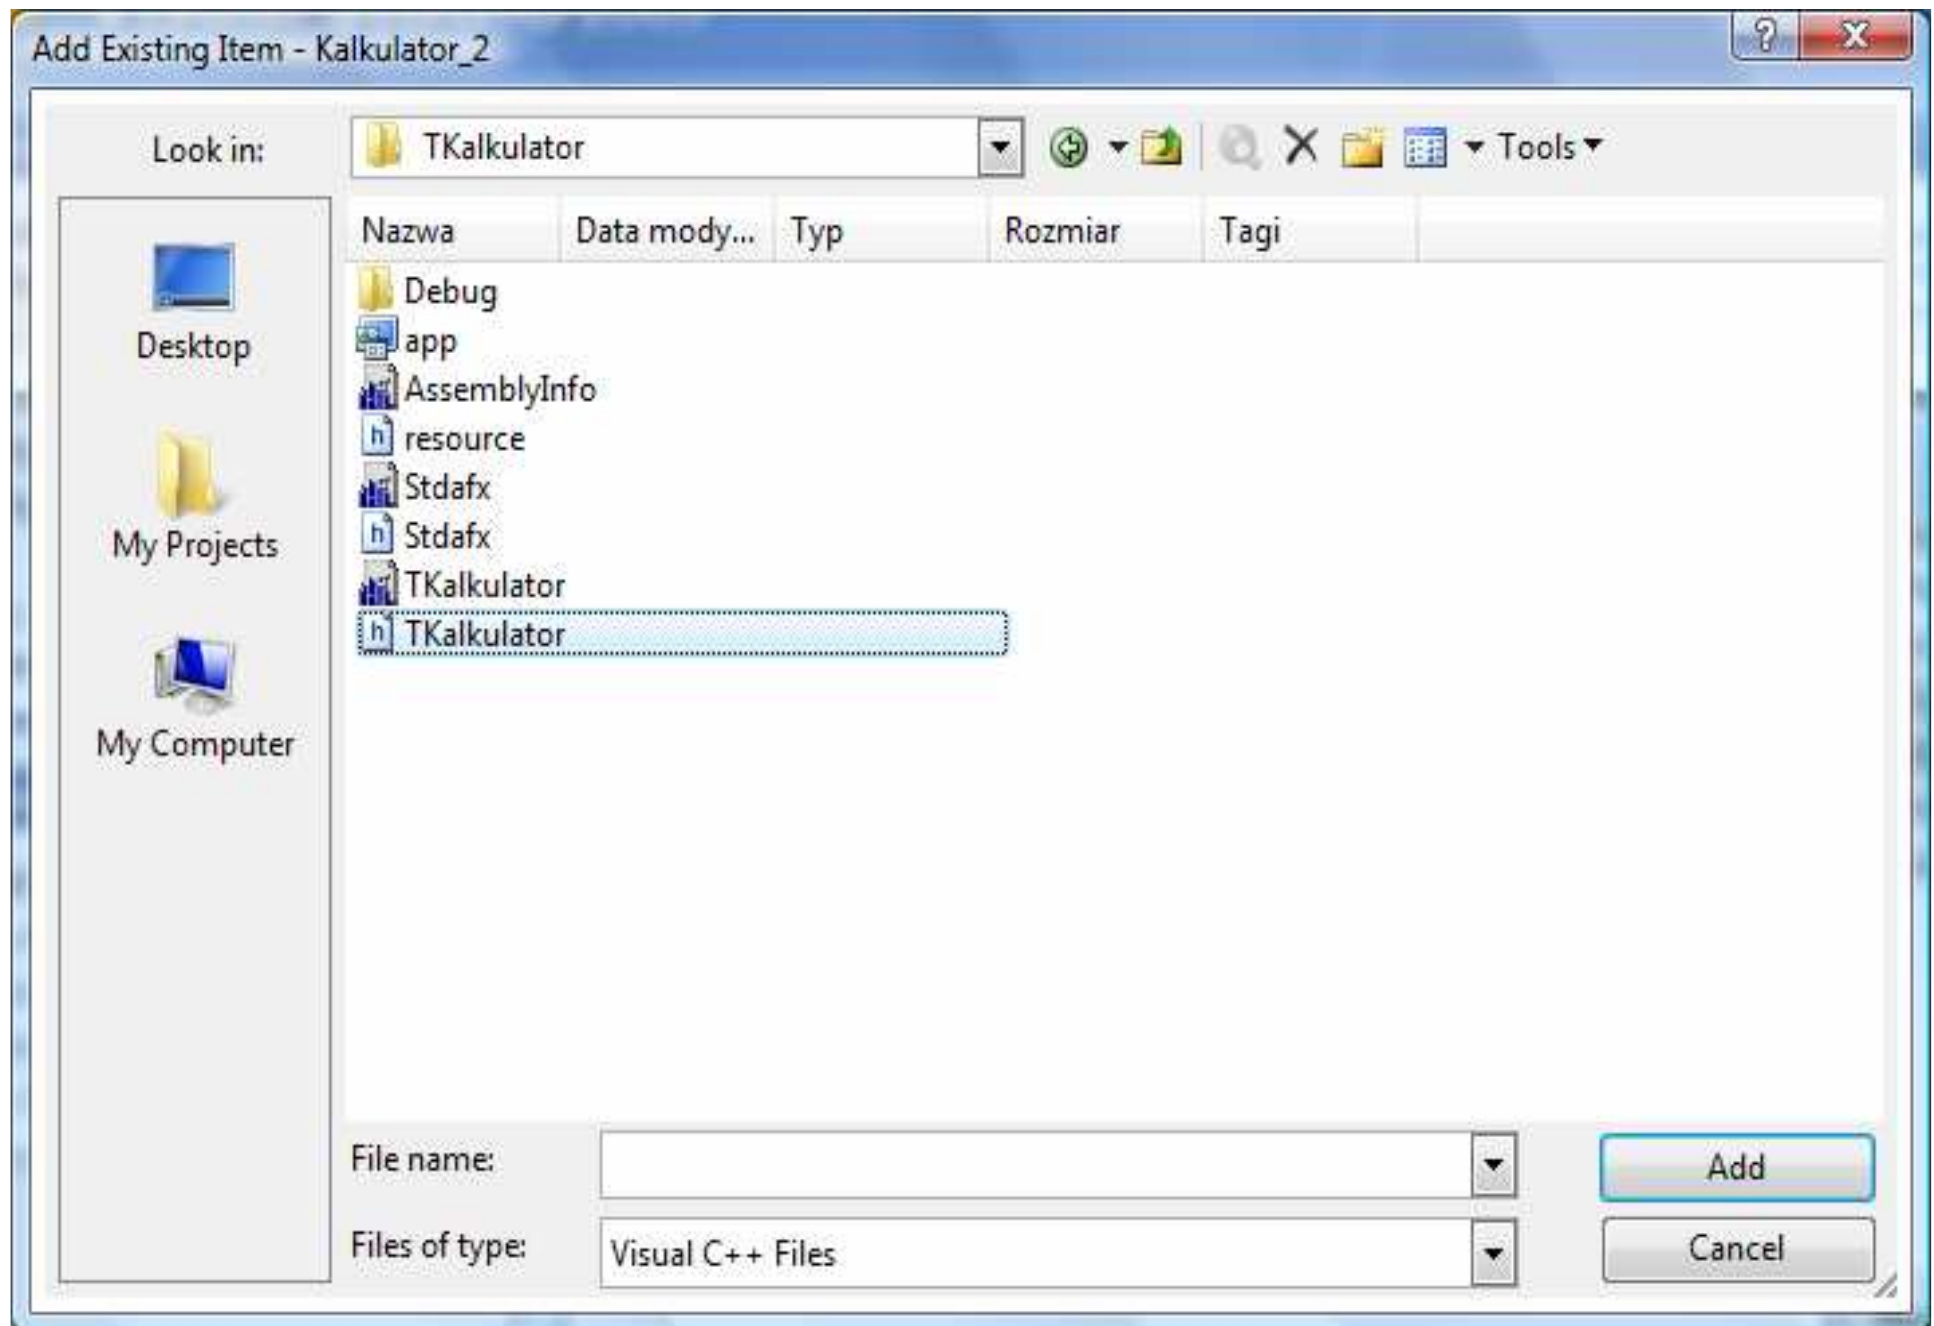 Add Existing Item - Kalkulator_2
?
X
Look in:
TKalkulator
Tools
Nazwa Data mody... Typ Rozmiar Tagi
Desktop
My Projects
My Computer
Debug
app
AssemblyInfo
h resource
Stdafx
h Stdafx
TKalkulator
h TKalkulator
File name:
Add
Files of type: Visual C++ Files
Cancel